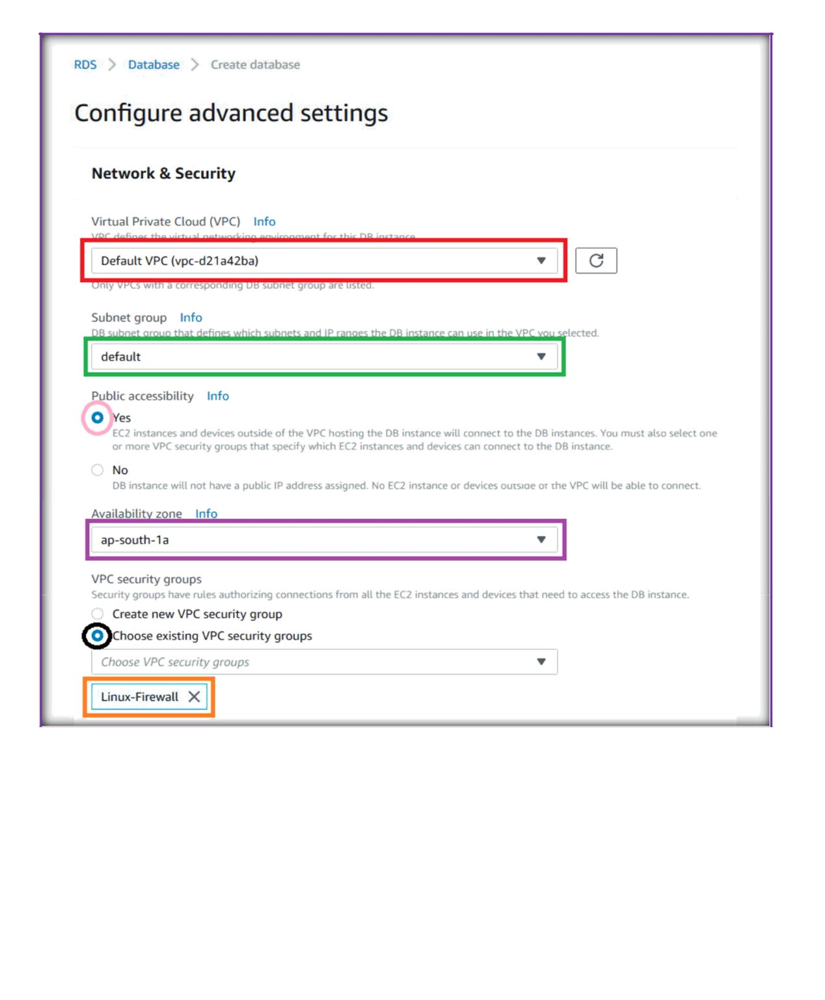 RDS > Database > Create database
Configure advanced settings
Network & Security
Virtual Private Cloud (VPC) Info
VPC defines the virtual networking environment for this DB instance.
Default VPC (vpc-d21a42ba)
Only VPCs with a corresponding DB subnet group are listed.
Subnet group Info
DB subnet group that defines which subnets and IP ranges the DB instance can use in the VPC you selected.
default
Public accessibility Info
Yes
EC2 instances and devices outside of the VPC hosting the DB instance will connect to the DB instances. You must also select one
or more VPC security groups that specify which EC2 instances and devices can connect to the DB instance.
No
DB instance will not have a public IP address assigned. No EC2 instance or devices outside of the VPC will be able to connect.
Availability zone Info
ap-south-1a
VPC security groups
Security groups have rules authorizing connections from all the EC2 instances and devices that need to access the DB instance.
Create new VPC security group
Choose existing VPC security groups
Choose VPC security groups
Linux-Firewall